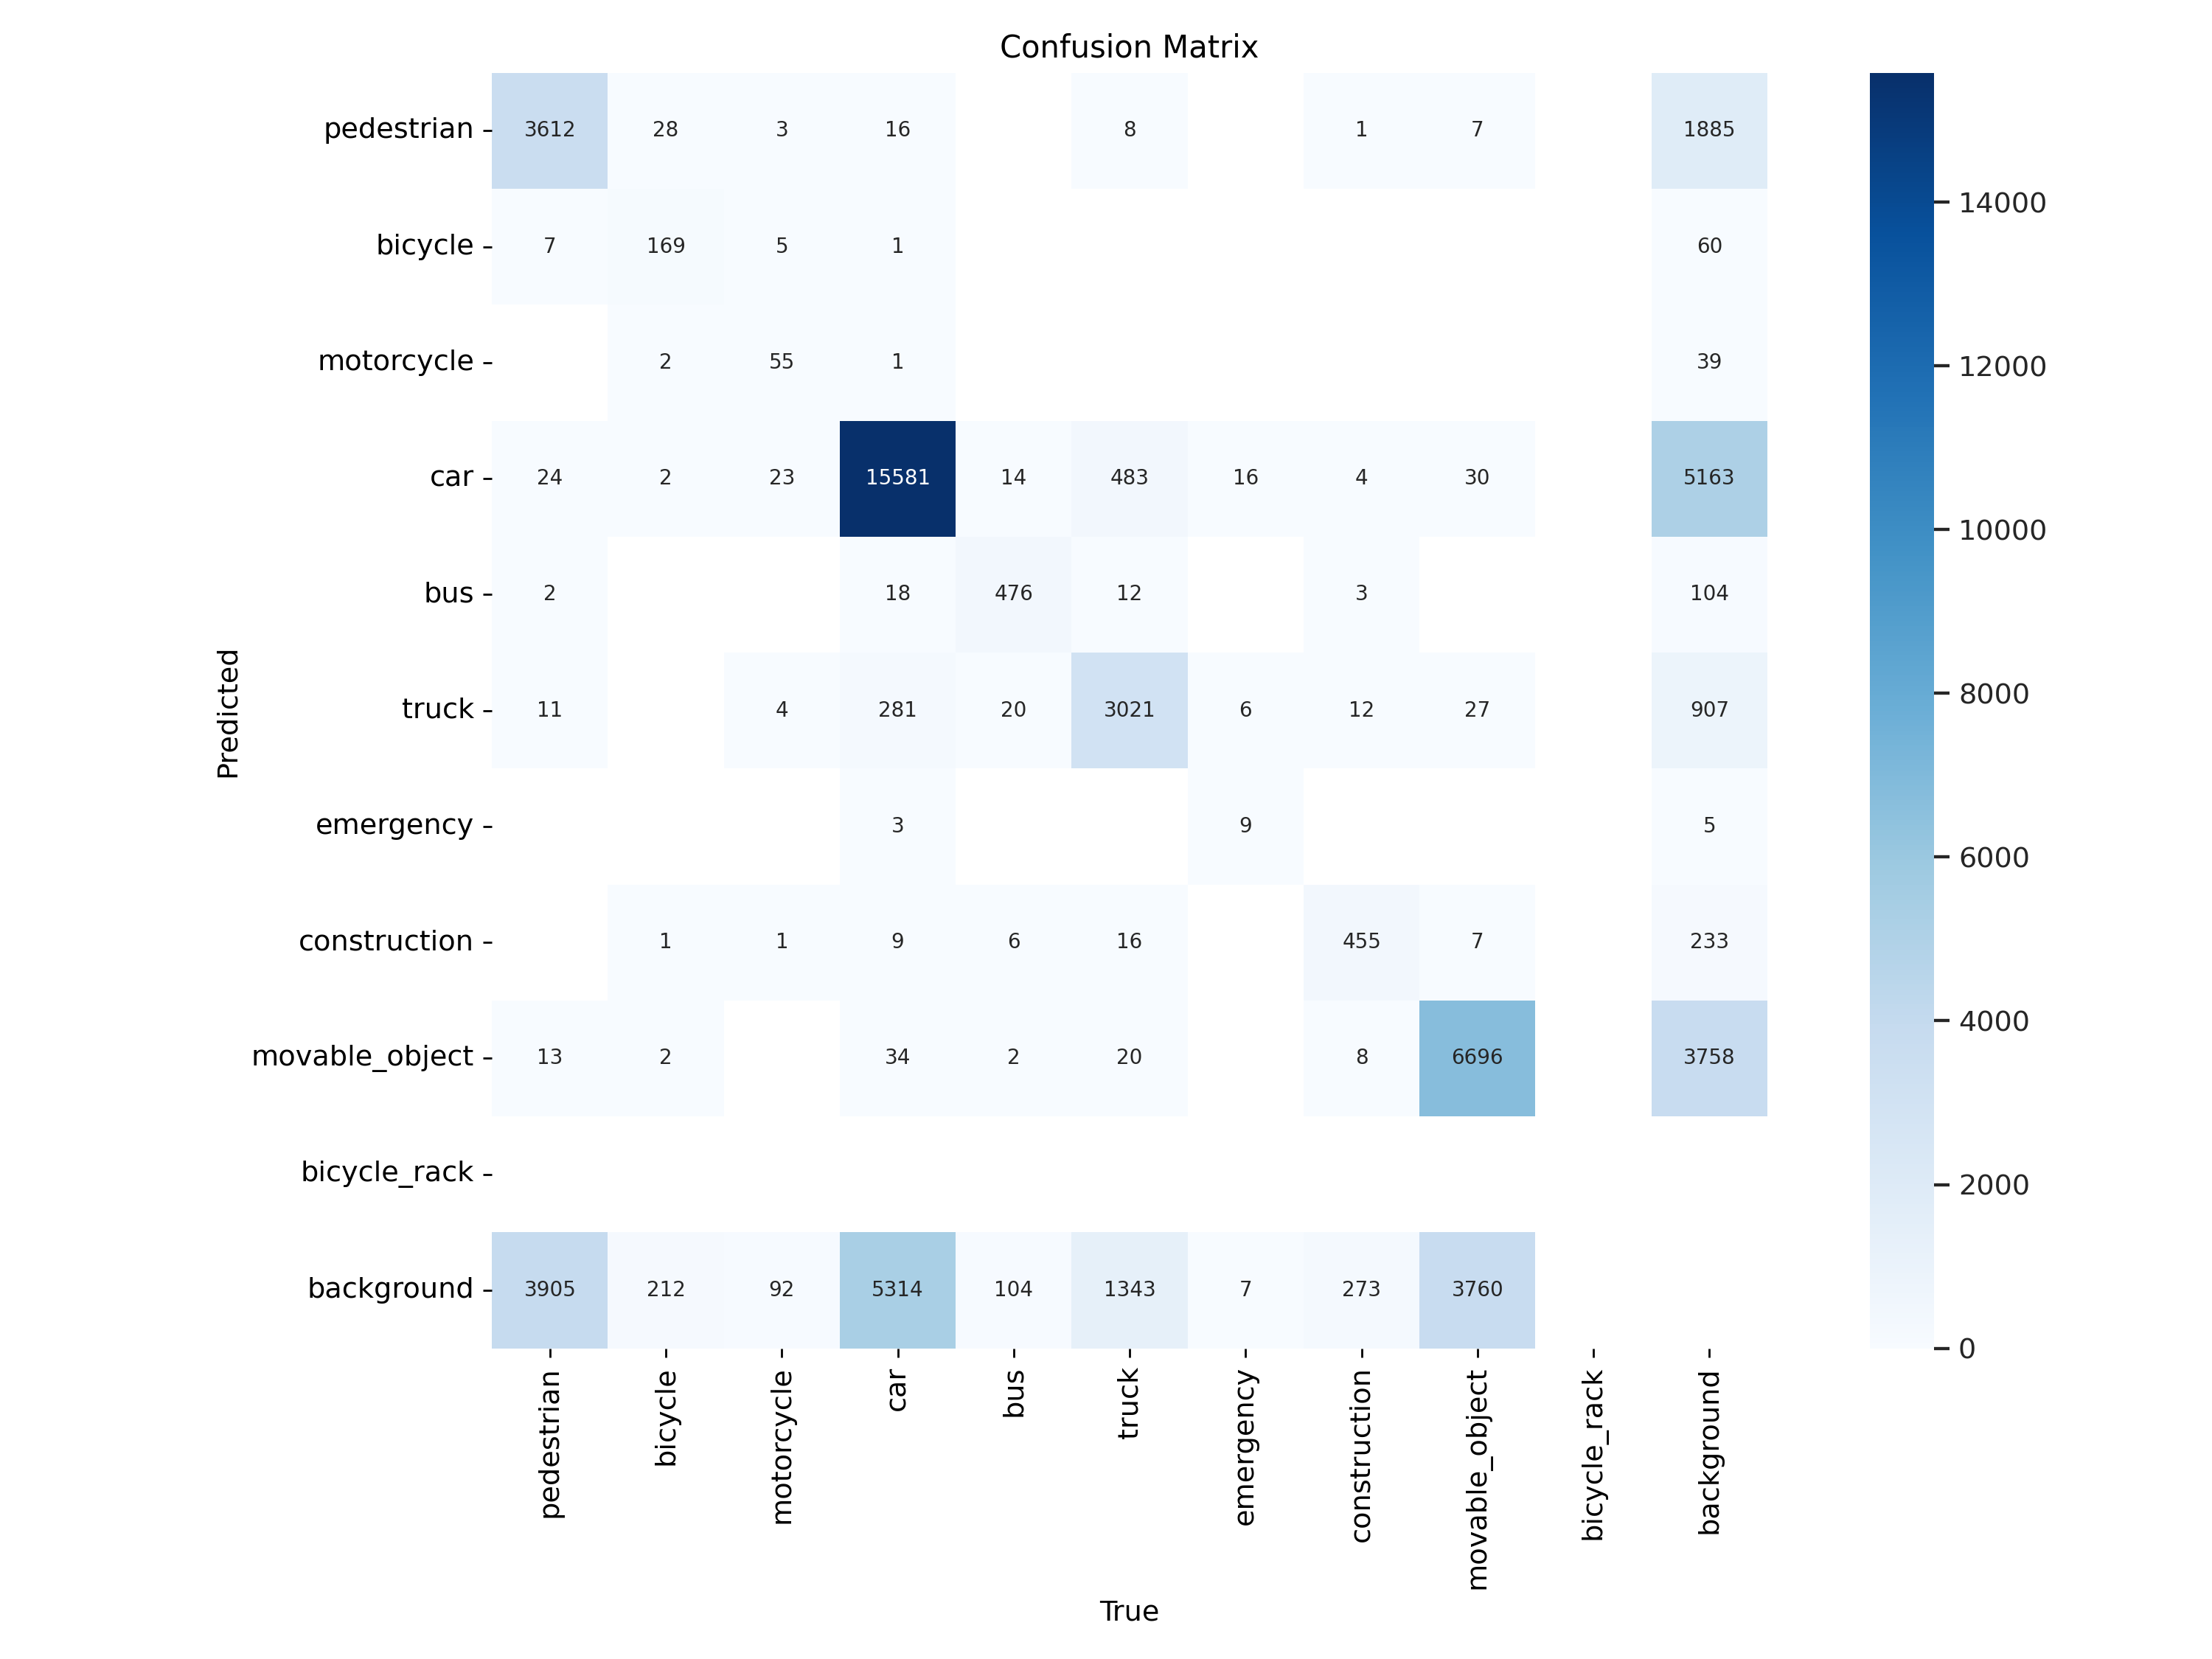 Confusion Matrix
pedestrian 3612 28 3 16 8 1 7 1885
bicycle 7 169 5 1 60
motorcycle 2 55 1 39
car 24 2 23 15581 14 483 16 4 30 5163
bus 2 18 476 12 3 104
truck 11 4 281 20 3021 6 12 27 907
emergency 3 9 5
construction 1 1 9 6 16 455 7 233
movable_object 13 2 34 2 20 8 6696 3758
bicycle_rack
background 3905 212 92 5314 104 1343 7 273 3760
Predicted
pedestrian
bicycle
motorcycle
car
bus
truck
emergency
construction
movable_object
bicycle_rack
background
True
14000
12000
10000
8000
6000
4000
2000
0